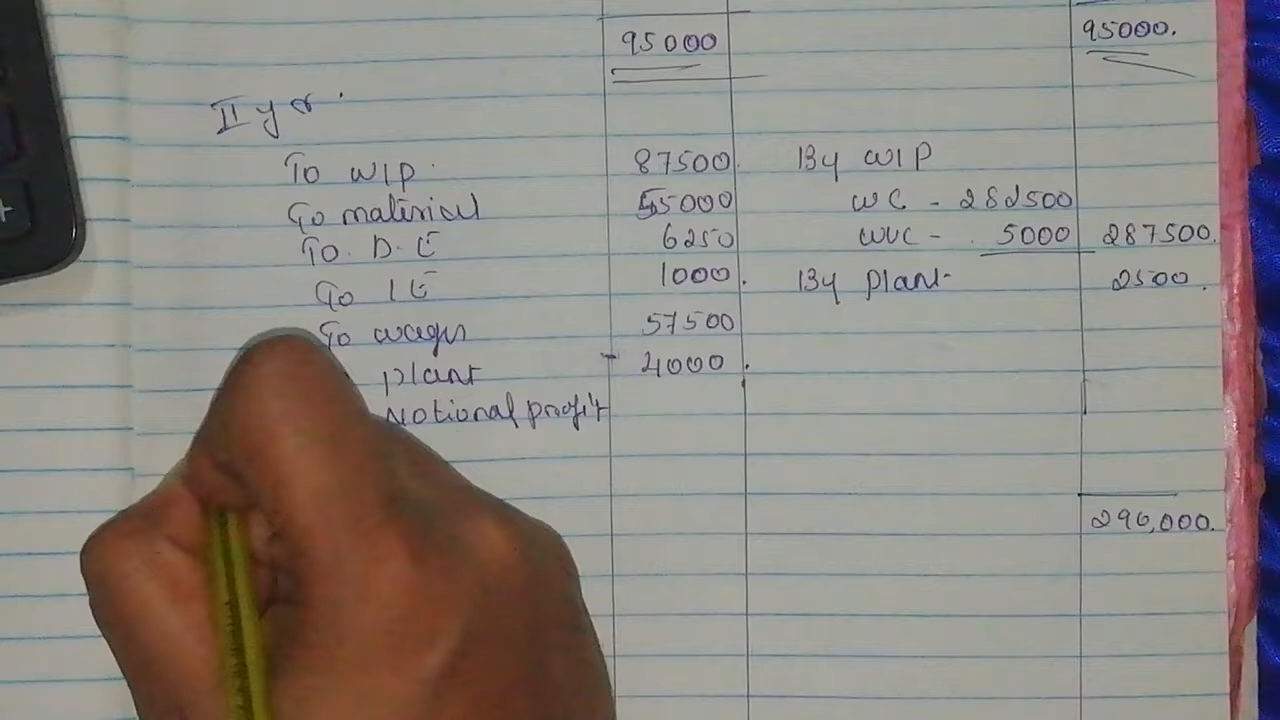 95000 95000.
II yr.
To WIP. 87500. By WIP
To material 55000 WC - 282500
To. D. E 6250 WUC - 5000 287500.
To I E 1000. By plant 2500.
To wages 57500
plant 4000.
Notional profit
290,000.
+